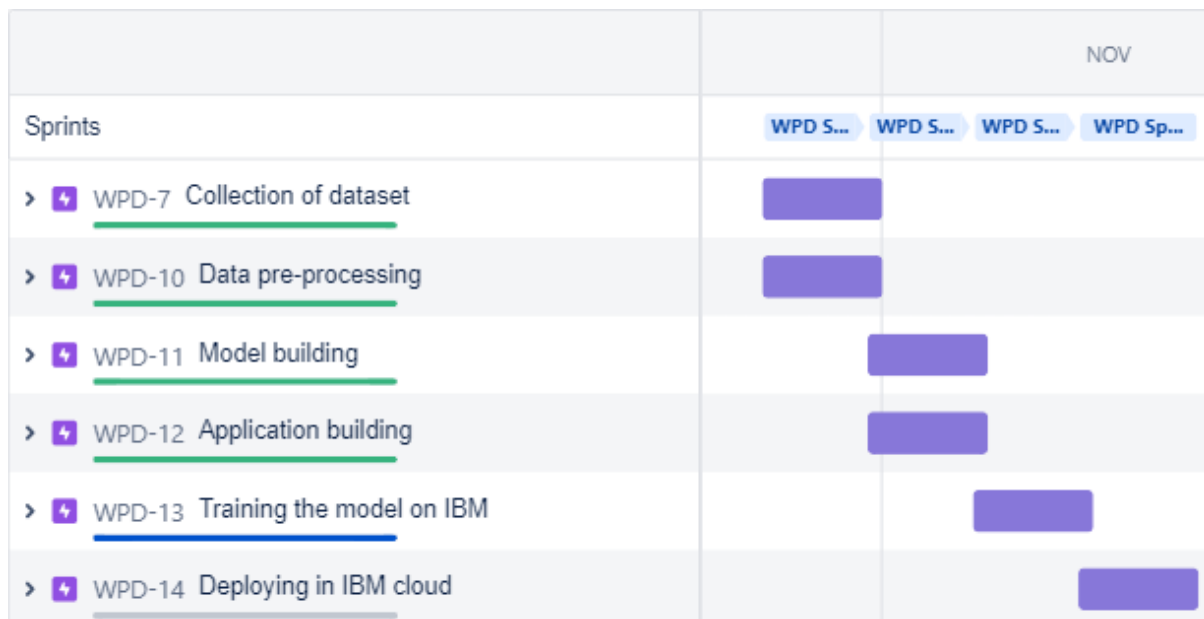 NOV
Sprints WPD S... WPD S... WPD S... WPD Sp...
WPD-7 Collection of dataset
WPD-10 Data pre-processing
WPD-11 Model building
WPD-12 Application building
WPD-13 Training the model on IBM
WPD-14 Deploying in IBM cloud